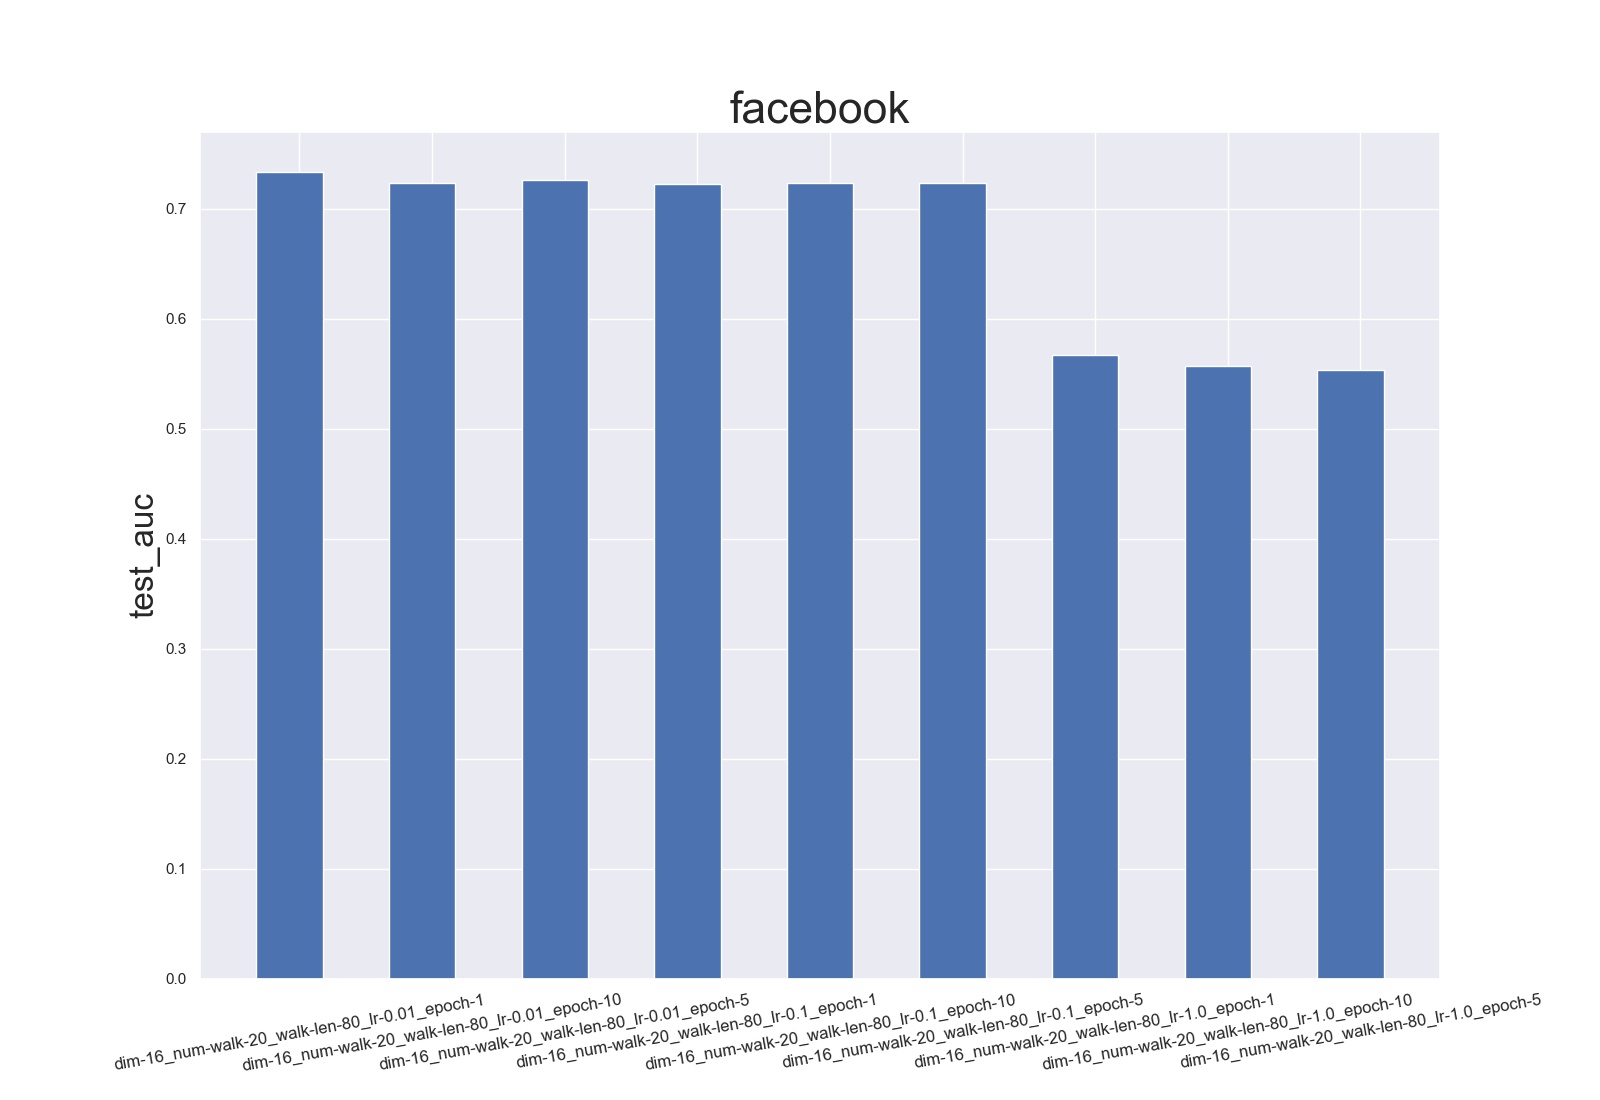 facebook
test_auc
0.7
0.6
0.5
0.4
0.3
0.2
0.1
0.0
dim-16_num-walk-20_walk-len-80_lr-0.01_epoch-1
dim-16_num-walk-20_walk-len-80_lr-0.01_epoch-10
dim-16_num-walk-20_walk-len-80_lr-0.01_epoch-5
dim-16_num-walk-20_walk-len-80_lr-0.1_epoch-1
dim-16_num-walk-20_walk-len-80_lr-0.1_epoch-10
dim-16_num-walk-20_walk-len-80_lr-0.1_epoch-5
dim-16_num-walk-20_walk-len-80_lr-1.0_epoch-1
dim-16_num-walk-20_walk-len-80_lr-1.0_epoch-10
dim-16_num-walk-20_walk-len-80_lr-1.0_epoch-5